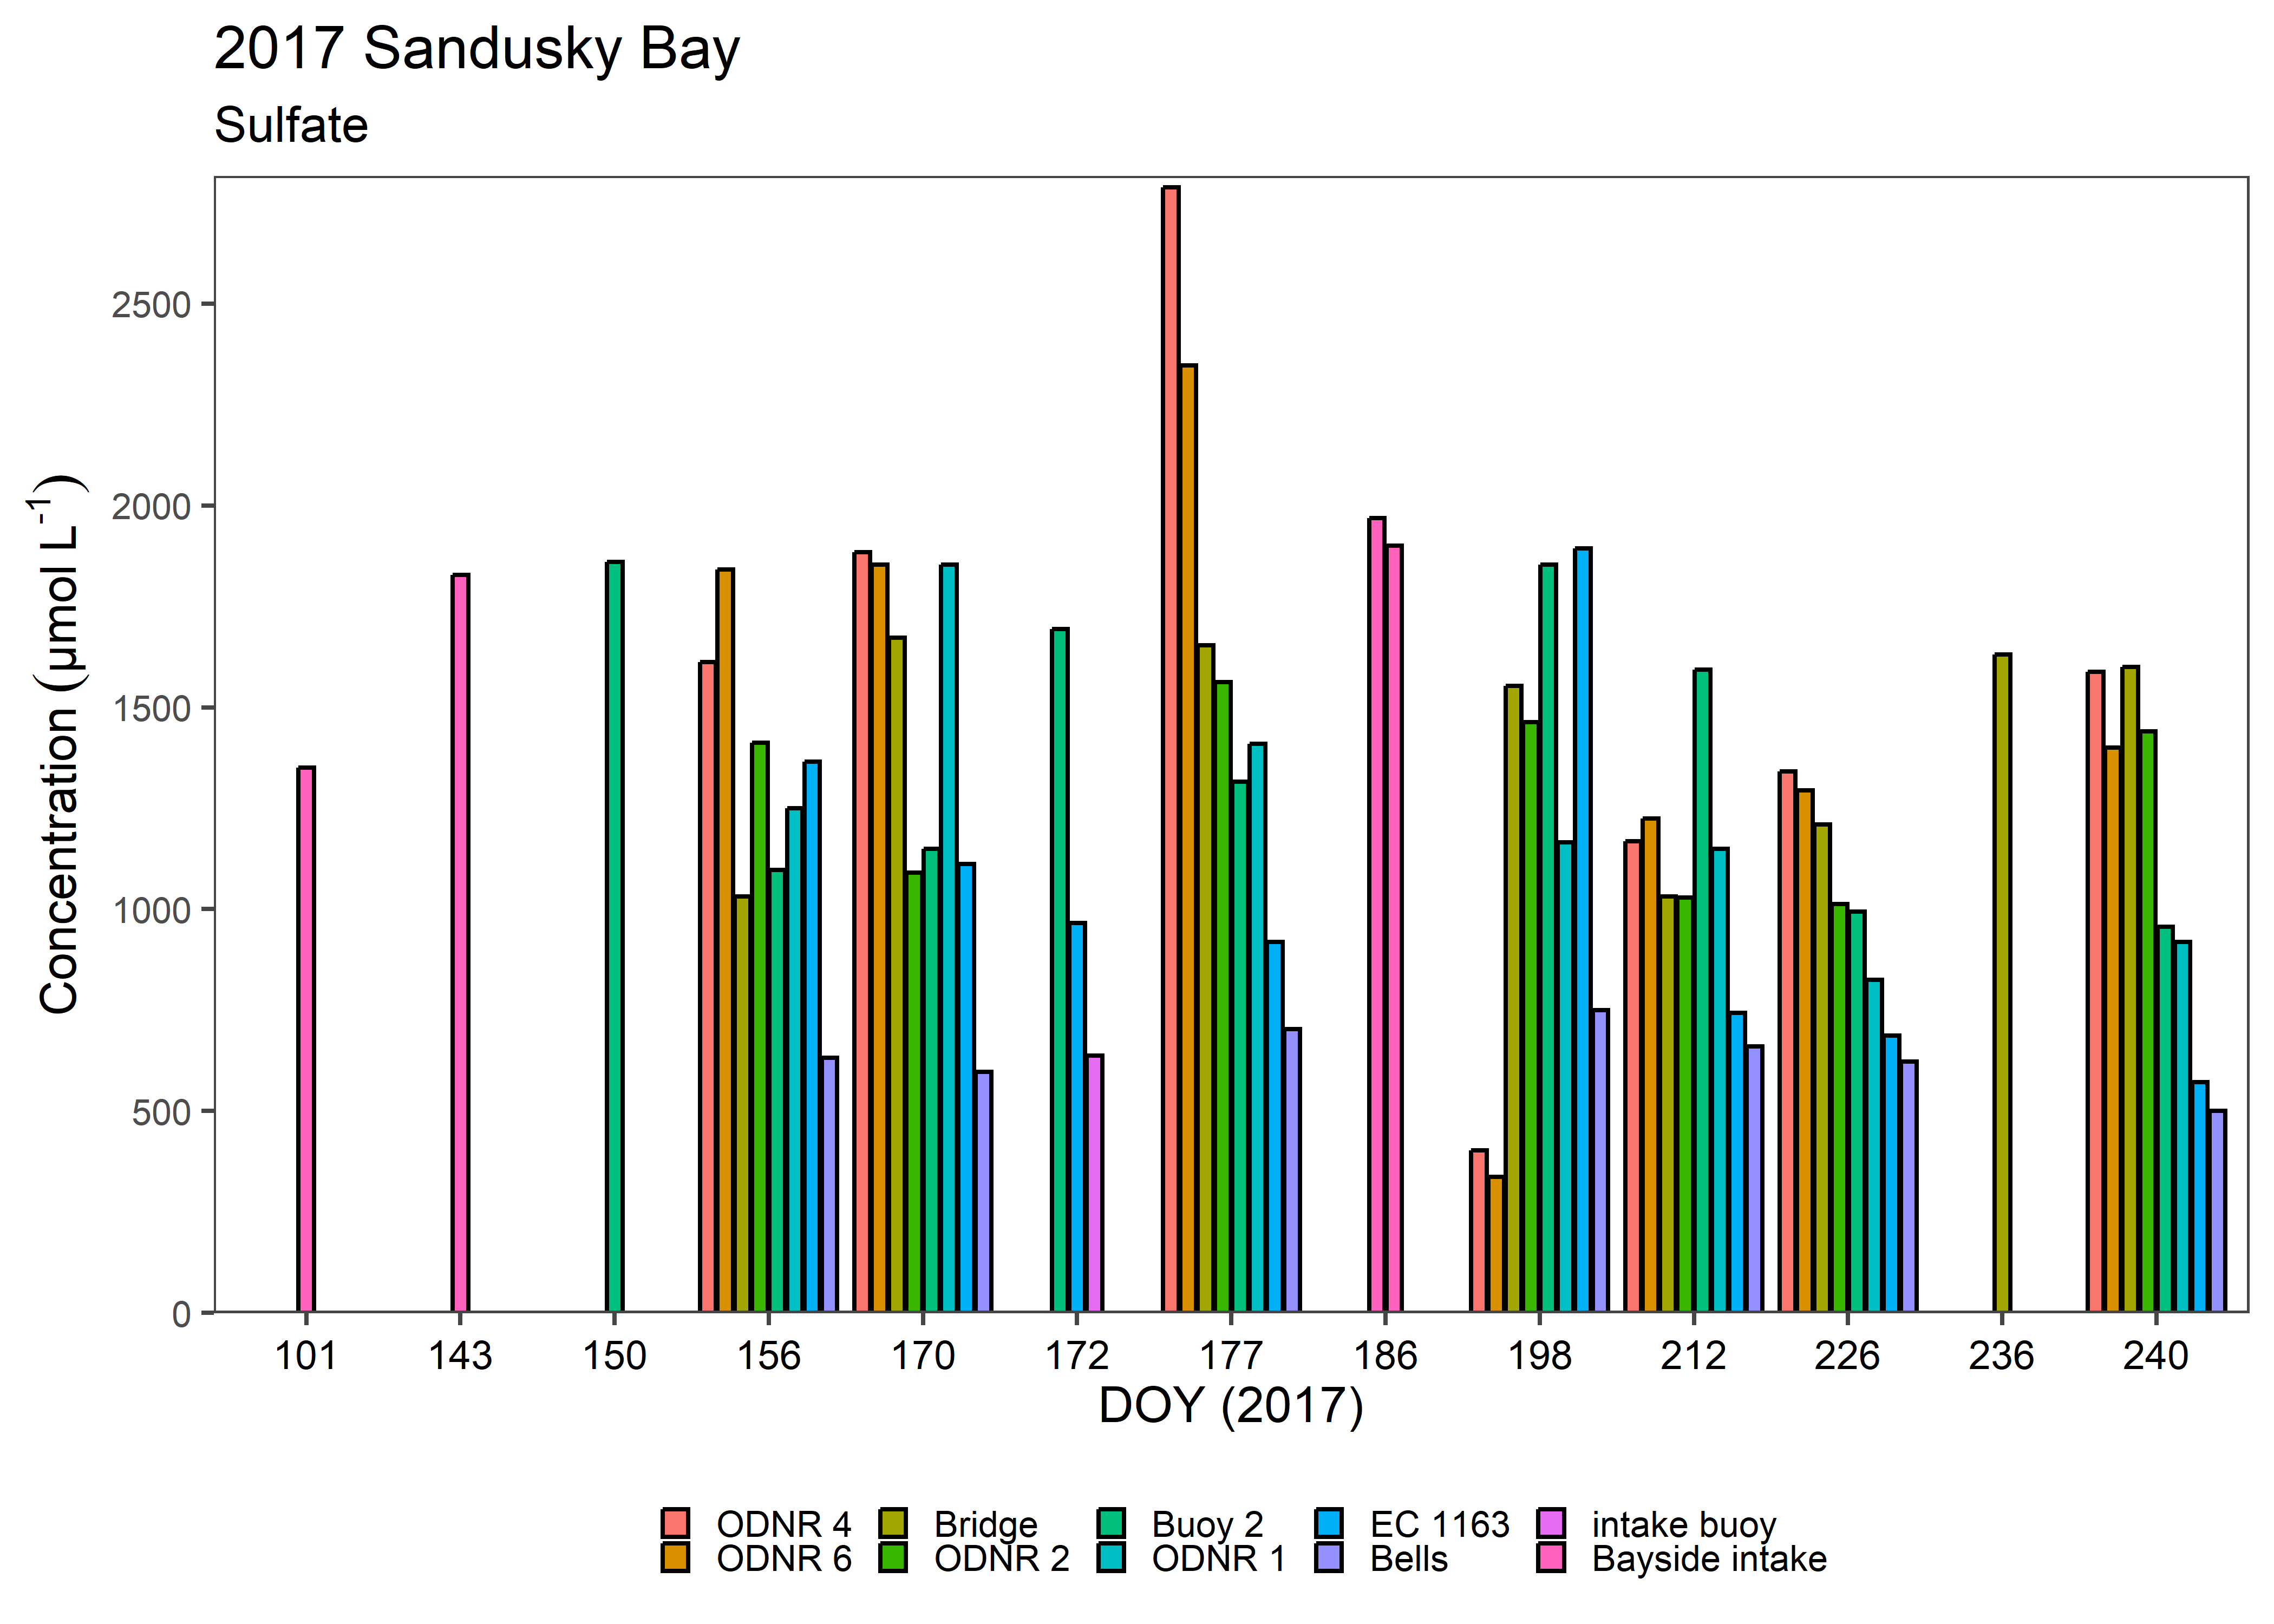 2017 Sandusky Bay
Sulfate
Concentration (µmol L-1)
2500
2000
1500
1000
500
0
101 143 150 156 170 172 177 186 198 212 226 236 240
DOY (2017)
ODNR 4 Bridge Buoy 2 EC 1163 intake buoy
ODNR 6 ODNR 2 ODNR 1 Bells Bayside intake